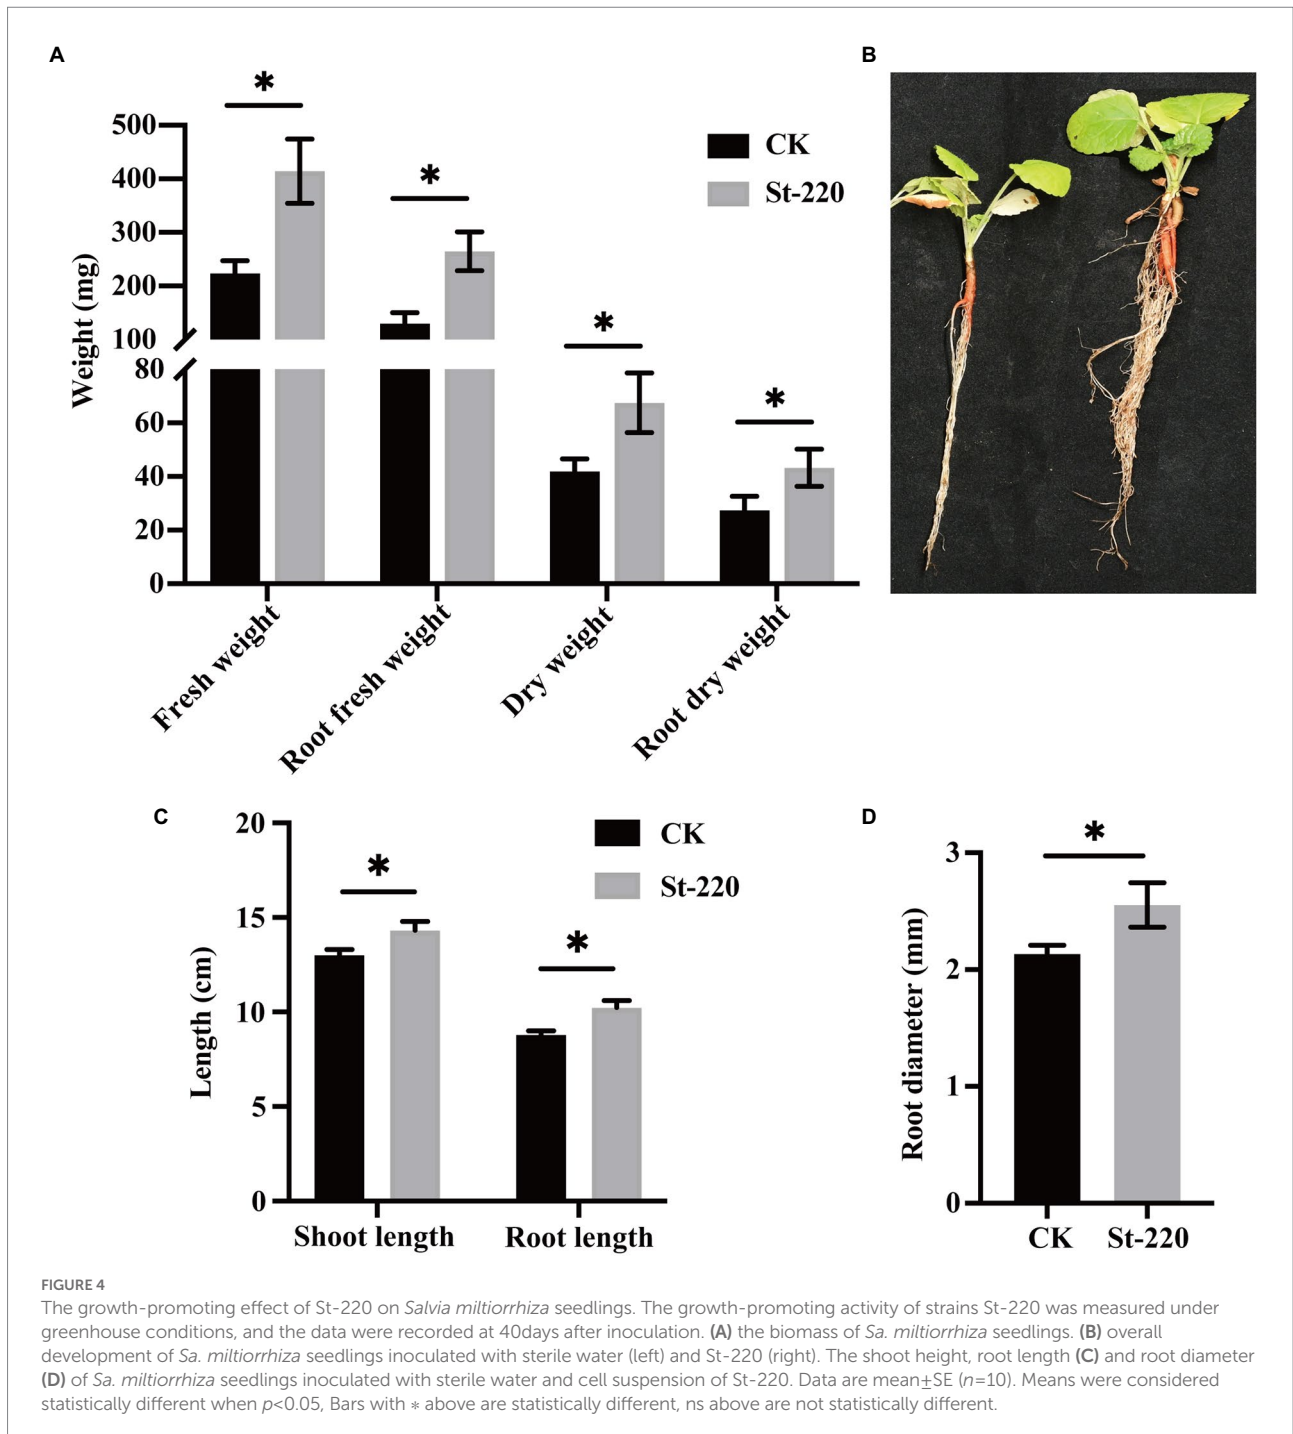 A
B
500
400
300
200
100
80
60
40
20
0
Weight (mg)
*
*
*
*
CK
St-220
Fresh weight
Root fresh weight
Dry weight
Root dry weight
C
20
15
10
5
0
Length (cm)
*
*
CK
St-220
Shoot length
Root length
D
3
2
1
0
Root diameter (mm)
*
CK
St-220
FIGURE 4
The growth-promoting effect of St-220 on Salvia miltiorrhiza seedlings. The growth-promoting activity of strains St-220 was measured under
greenhouse conditions, and the data were recorded at 40days after inoculation. (A) the biomass of Sa. miltiorrhiza seedlings. (B) overall
development of Sa. miltiorrhiza seedlings inoculated with sterile water (left) and St-220 (right). The shoot height, root length (C) and root diameter
(D) of Sa. miltiorrhiza seedlings inoculated with sterile water and cell suspension of St-220. Data are mean±SE (n=10). Means were considered
statistically different when p<0.05, Bars with * above are statistically different, ns above are not statistically different.